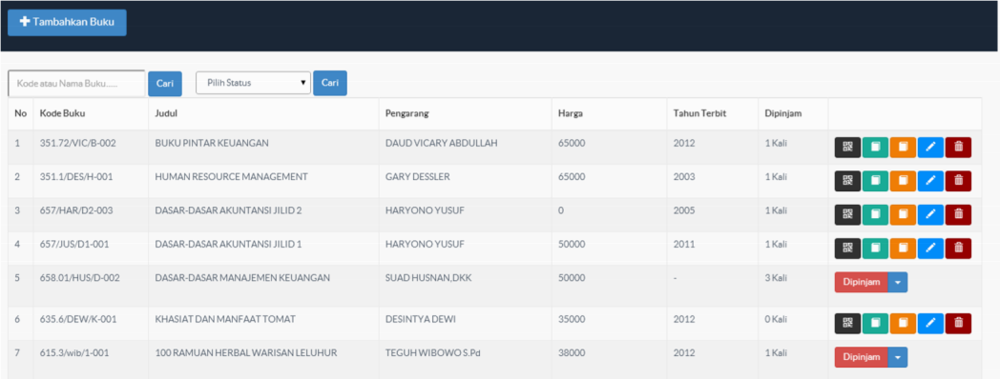 Tambahkan Buku
Kode atau Nama Buku...... Cari Pilih Status Cari
No Kode Buku Judul Pengarang Harga Tahun Terbit Dipinjam
1 351.72/VIC/B-002 BUKU PINTAR KEUANGAN DAUD VICARY ABDULLAH 65000 2012 1 Kali
2 351.1/DES/H-001 HUMAN RESOURCE MANAGEMENT GARY DESSLER 65000 2003 1 Kali
3 657/HAR/D2-003 DASAR-DASAR AKUNTANSI JILID 2 HARYONO YUSUF 0 2005 1 Kali
4 657/JUS/D1-001 DASAR-DASAR AKUNTANSI JILID 1 HARYONO YUSUF 50000 2011 1 Kali
5 658.01/HUS/D-002 DASAR-DASAR MANAJEMEN KEUANGAN SUAD HUSNAN,DKK 50000 - 3 Kali Dipinjam
6 635.6/DEW/K-001 KHASIAT DAN MANFAAT TOMAT DESINTYA DEWI 35000 2012 0 Kali
7 615.3/wib/1-001 100 RAMUAN HERBAL WARISAN LELUHUR TEGUH WIBOWO S.Pd 38000 2012 1 Kali Dipinjam